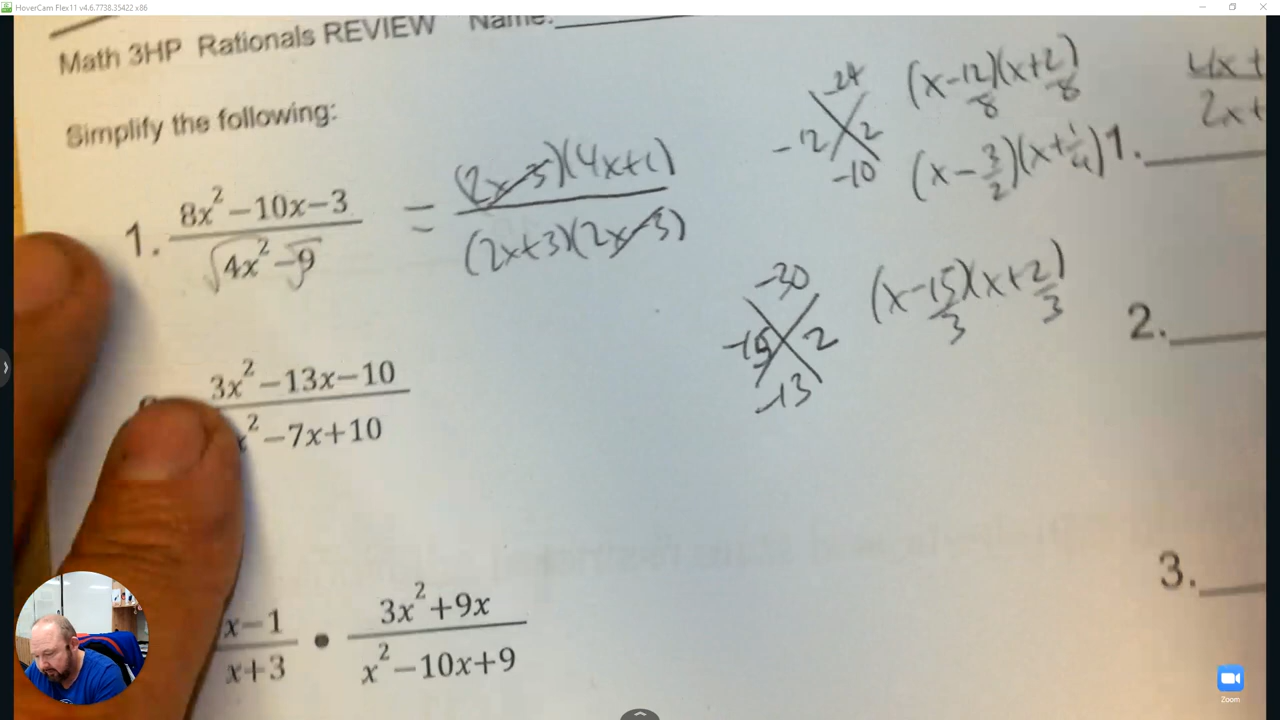 HoverCam Flex11 v4.6.7738.35422 x86
Math 3HP Rationals REVIEW Name:
Simplify the following:
1. 8x² −10x−3 / √4x² −√9 = (2x−3)(4x+1) / (2x+3)(2x−3)
-24
-12 2
-10
(x−12/8)(x+2/8)
(x−3/2)(x+1/4)
1. 4x+ / 2x+
3x² −13x−10 / x² −7x+10
-30
-15 2
-13
(x−15/3)(x+2/3)
2.
x−1 / x+3 • 3x² +9x / x² −10x+9
3.
Zoom